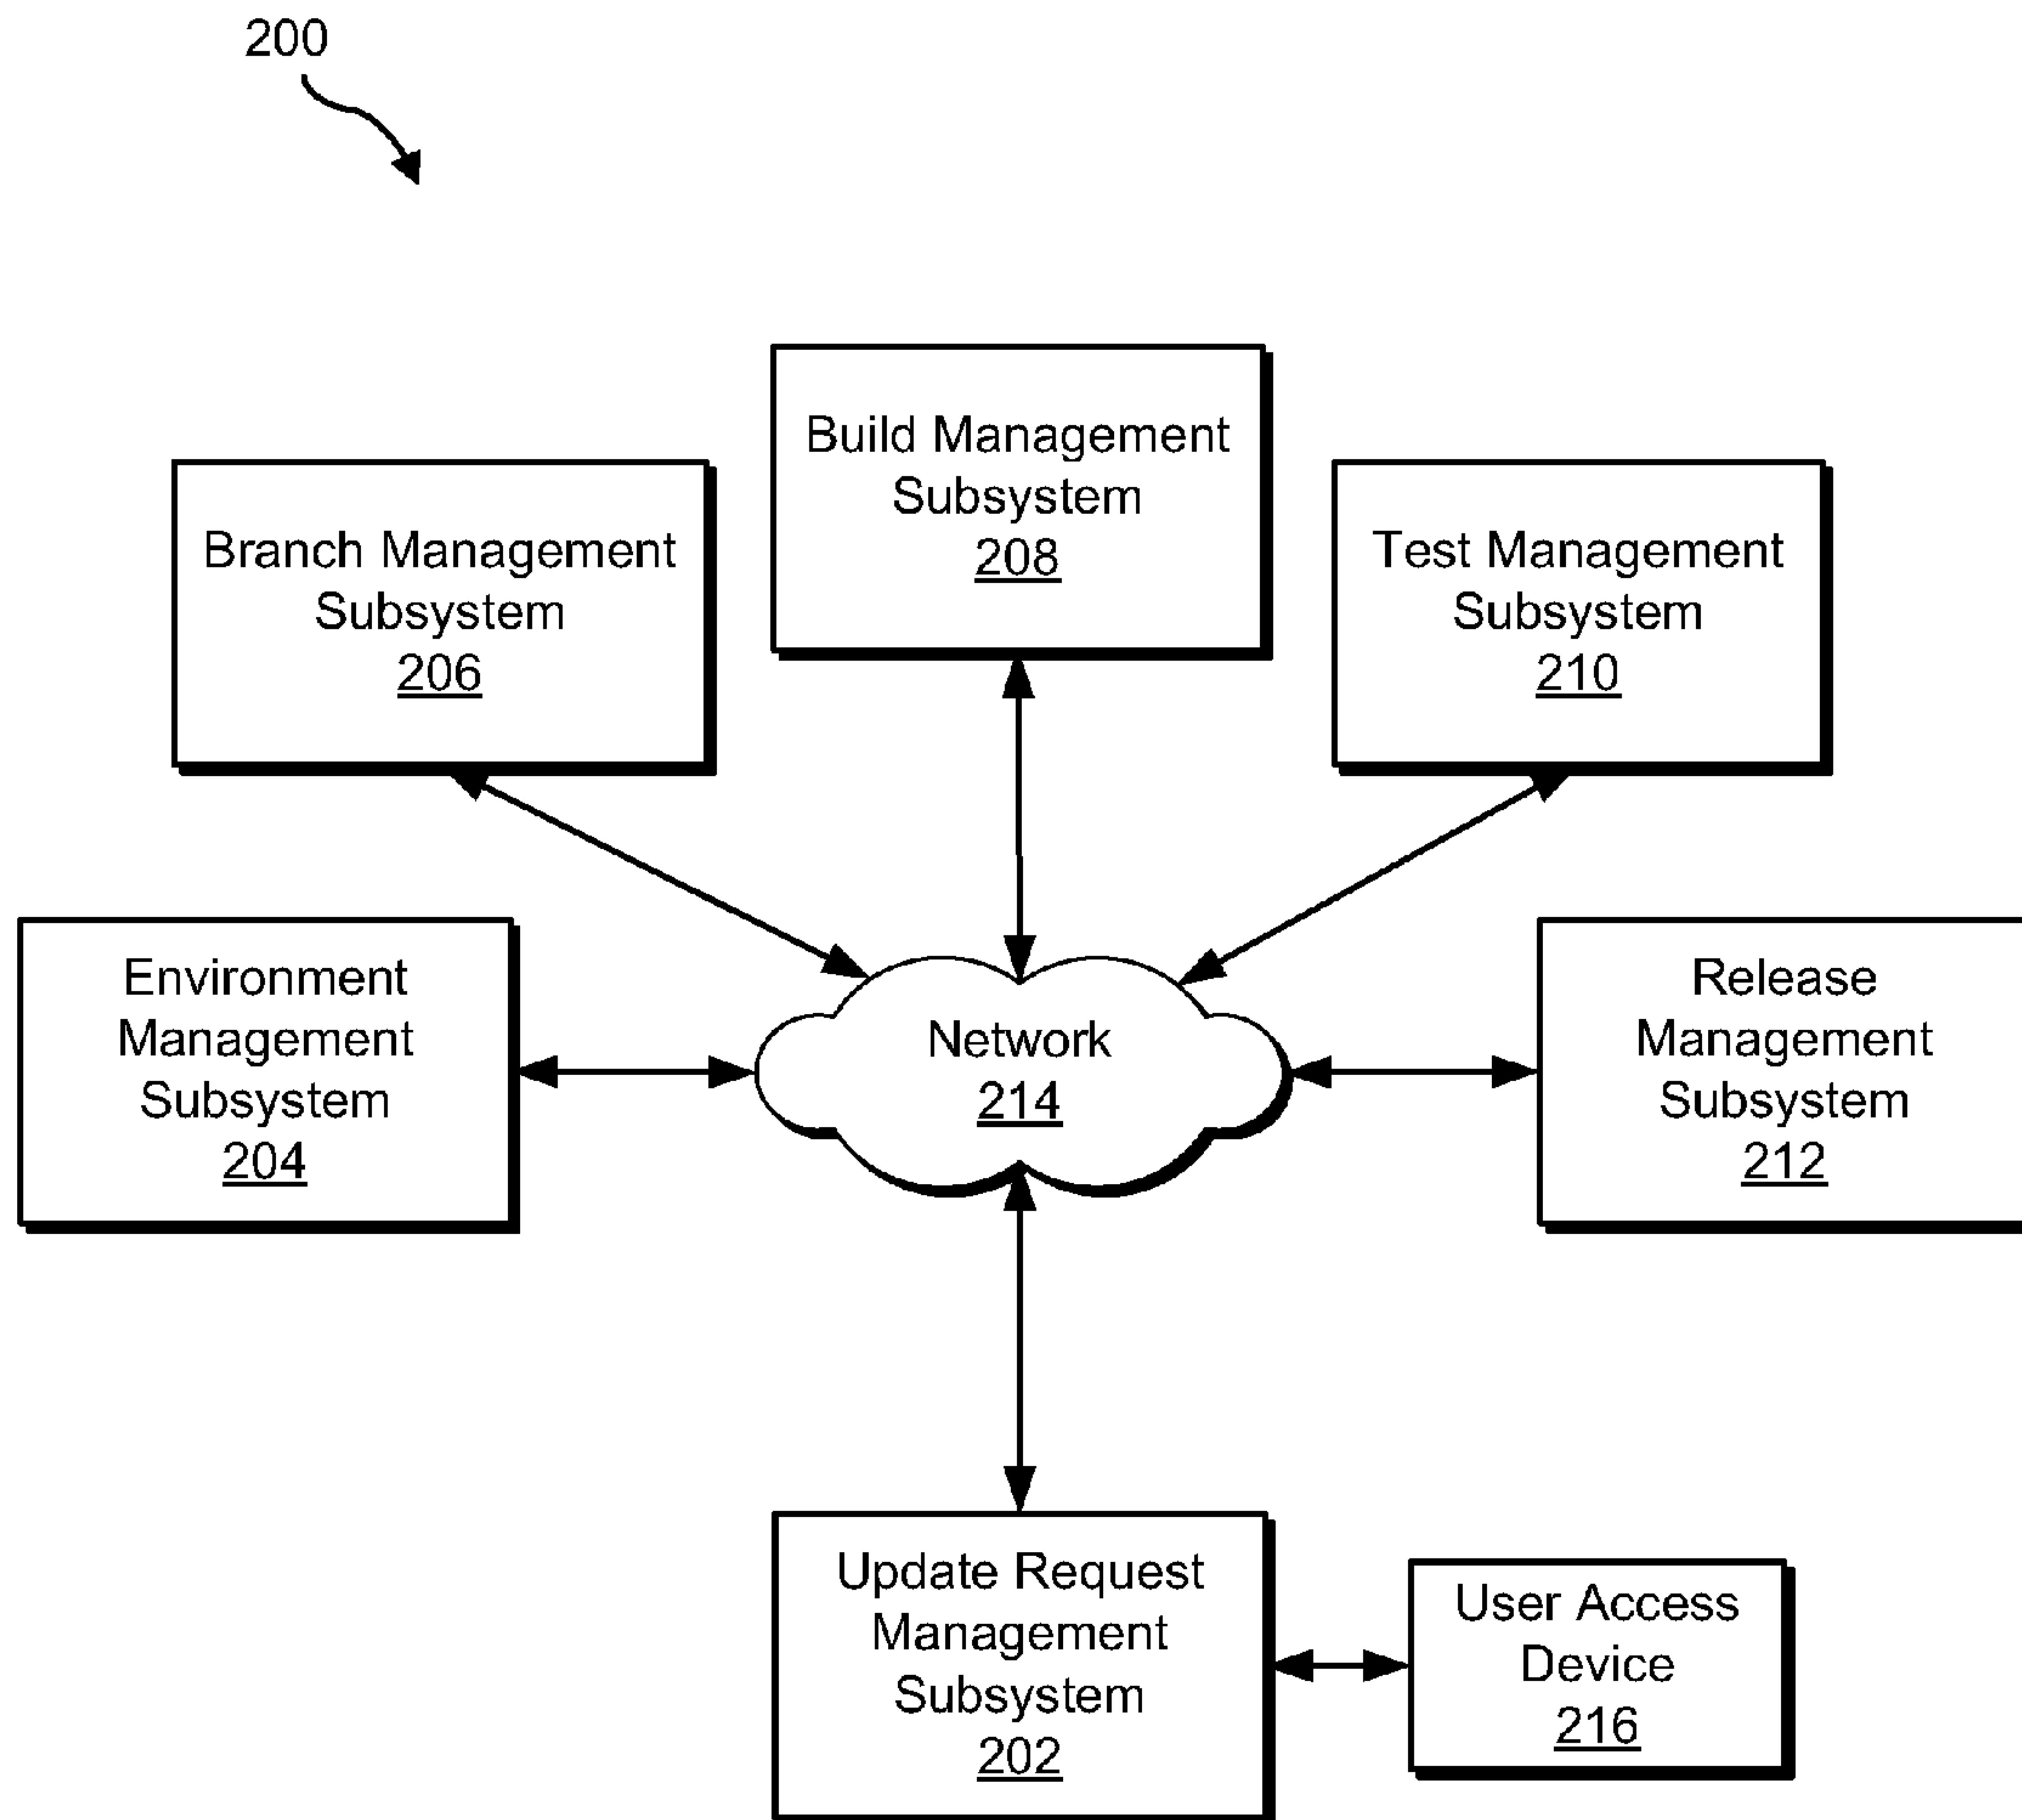 200
Build Management
Subsystem
208
Branch Management
Subsystem
206
Test Management
Subsystem
210
Environment
Management
Subsystem
204
Network
214
Release
Management
Subsystem
212
Update Request
Management
Subsystem
202
User Access
Device
216